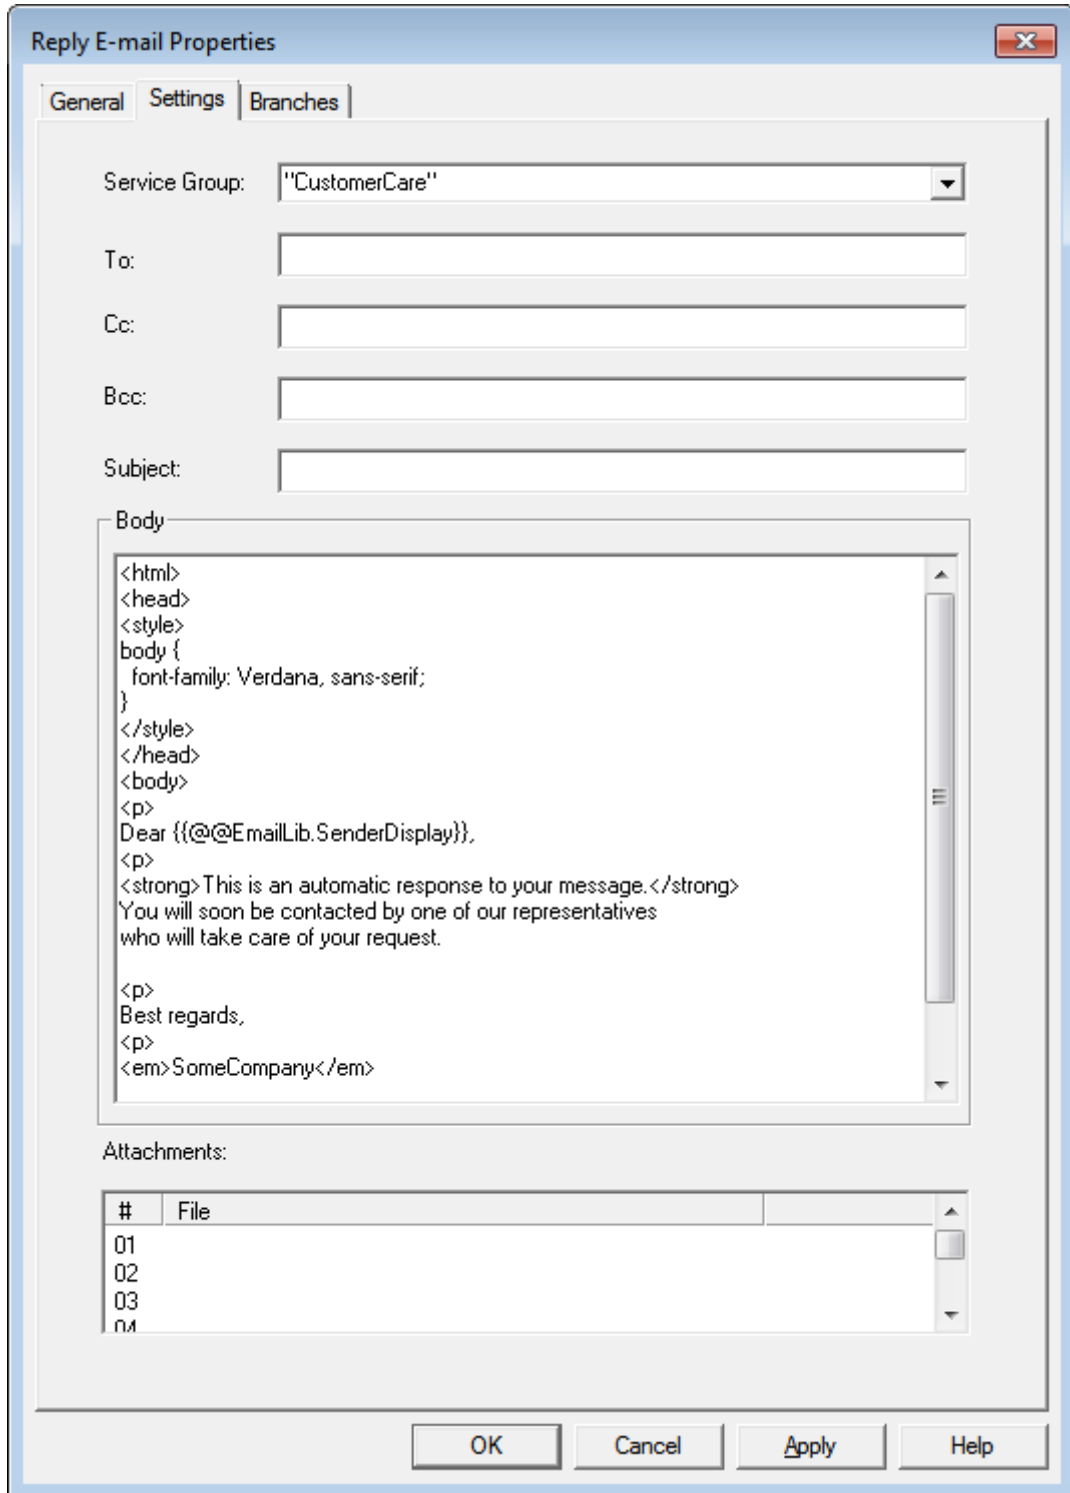 Reply E-mail Properties
General Settings Branches
Service Group: "CustomerCare"
To:
Cc:
Bcc:
Subject:
Body
<html>
<head>
<style>
body {
  font-family: Verdana, sans-serif;
}
</style>
</head>
<body>
<p>
Dear {{@@EmailLib.SenderDisplay}},
<p>
<strong>This is an automatic response to your message.</strong>
You will soon be contacted by one of our representatives
who will take care of your request.

<p>
Best regards,
<p>
<em>SomeCompany</em>
Attachments:
# File
01
02
03
04
OK Cancel Apply Help